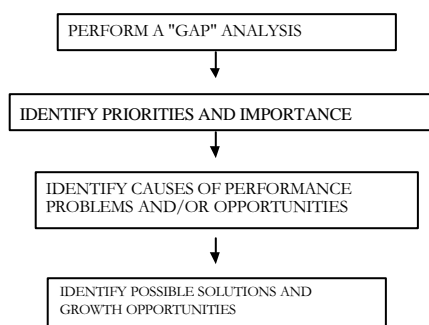 PERFORM A "GAP" ANALYSIS
IDENTIFY PRIORITIES AND IMPORTANCE
IDENTIFY CAUSES OF PERFORMANCE
PROBLEMS AND/OR OPPORTUNITIES
IDENTIFY POSSIBLE SOLUTIONS AND
GROWTH OPPORTUNITIES